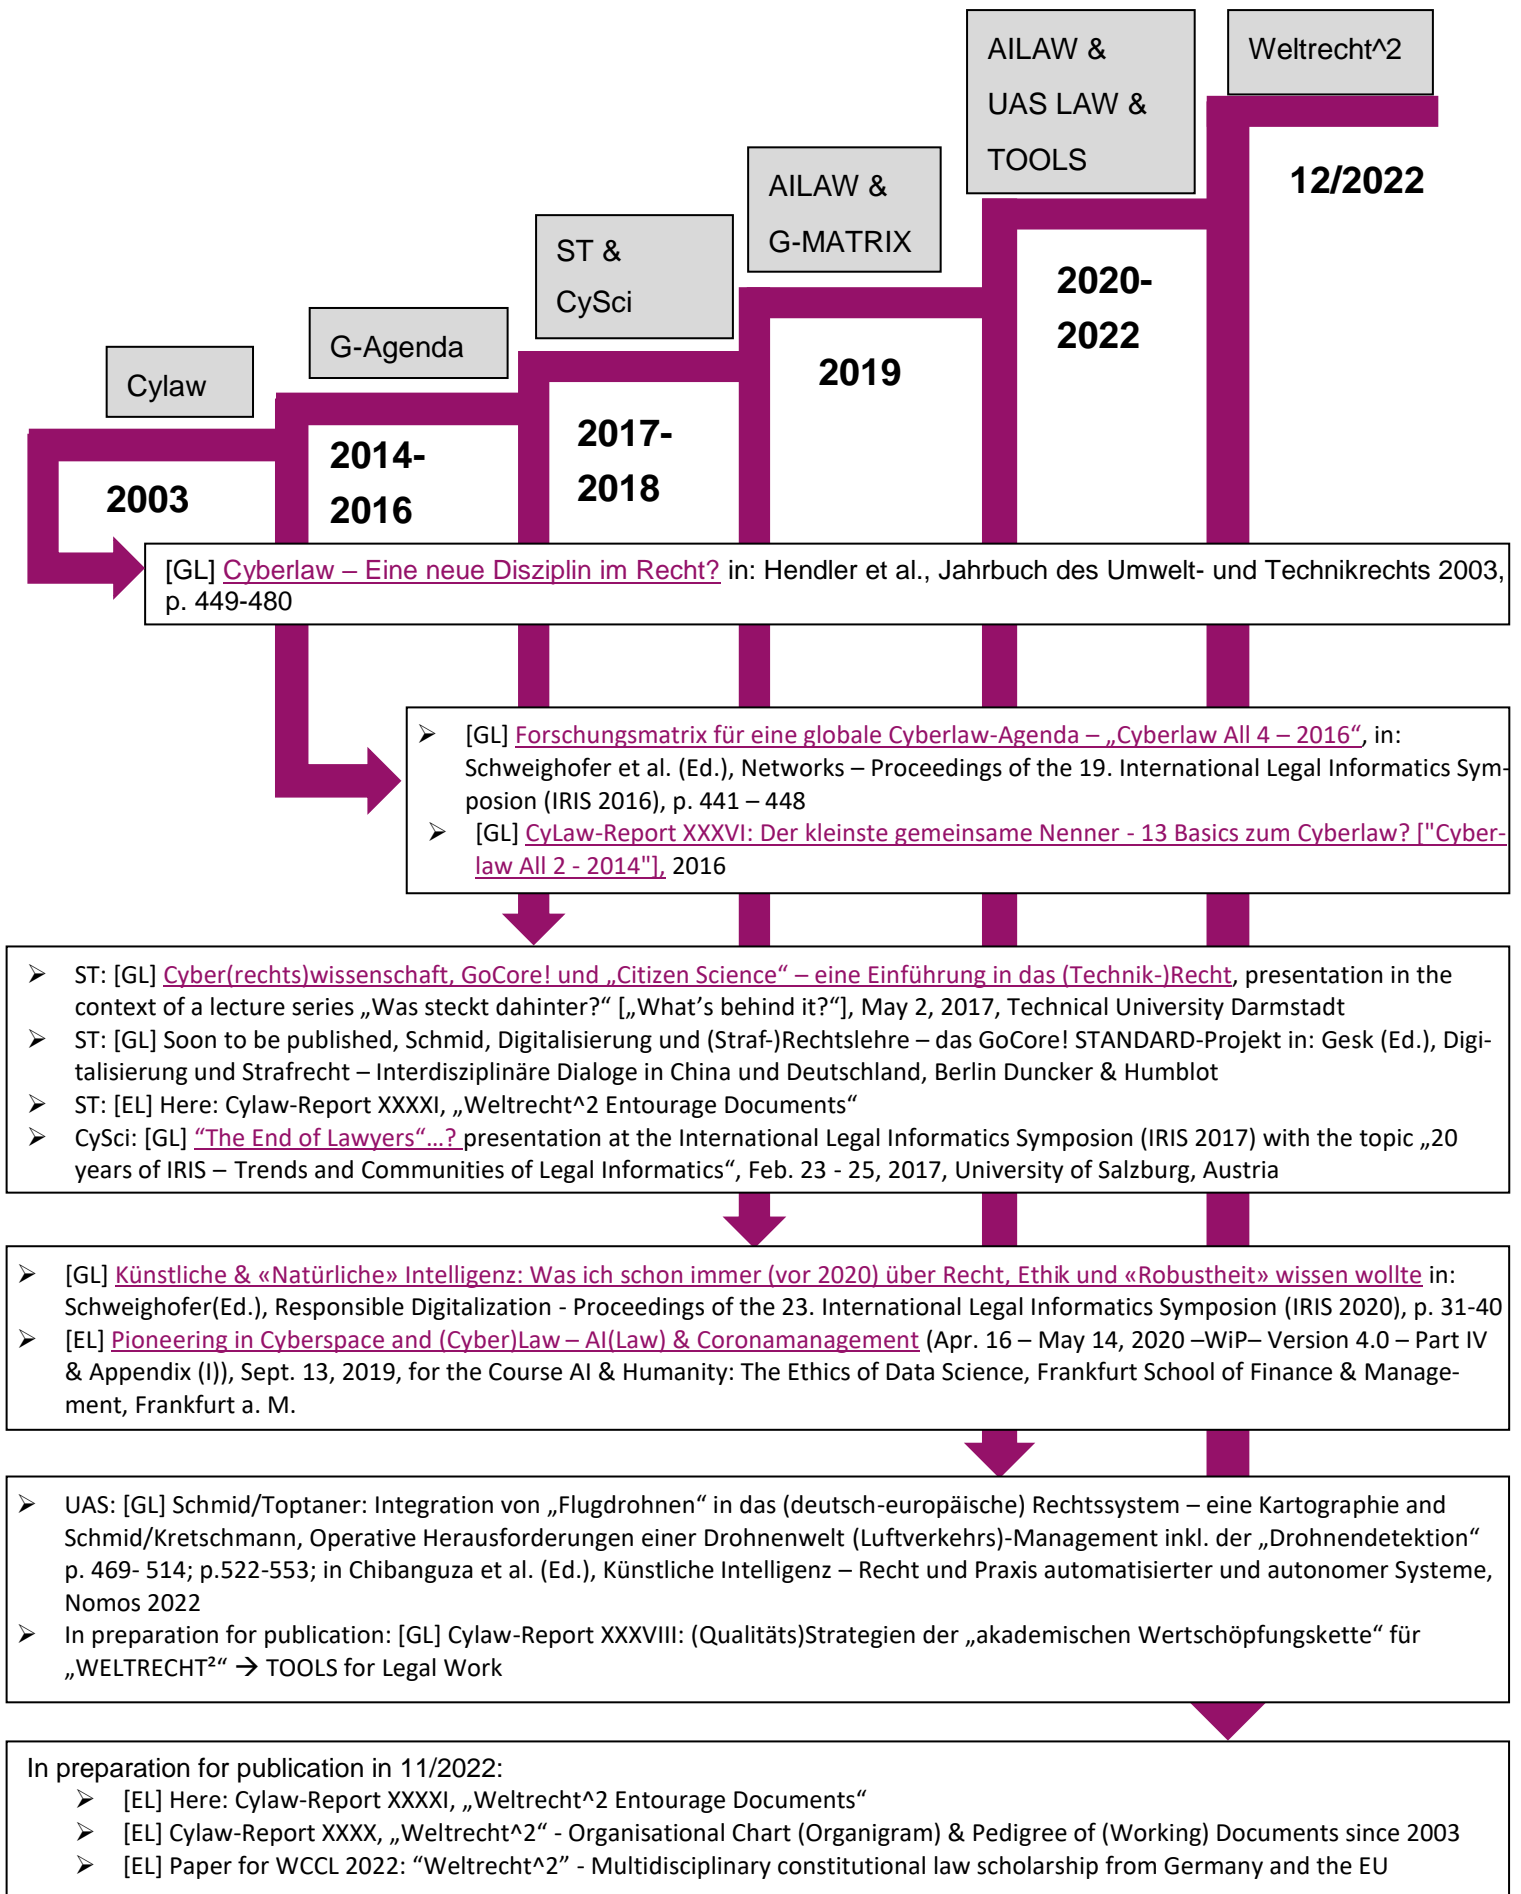 Cylaw
2003
G-Agenda
2014-
2016
ST &
CySci
2017-
2018
AILAW &
G-MATRIX
2019
AILAW &
UAS LAW &
TOOLS
2020-
2022
Weltrecht^2
12/2022
[GL] Cyberlaw – Eine neue Disziplin im Recht? in: Hendler et al., Jahrbuch des Umwelt- und Technikrechts 2003,
p. 449-480
➢ [GL] Forschungsmatrix für eine globale Cyberlaw-Agenda – „Cyberlaw All 4 – 2016“, in:
Schweighofer et al. (Ed.), Networks – Proceedings of the 19. International Legal Informatics Sym-
posion (IRIS 2016), p. 441 – 448
➢ [GL] CyLaw-Report XXXVI: Der kleinste gemeinsame Nenner - 13 Basics zum Cyberlaw? ["Cyber-
law All 2 - 2014"], 2016
➢ ST: [GL] Cyber(rechts)wissenschaft, GoCore! und „Citizen Science“ – eine Einführung in das (Technik-)Recht, presentation in the
context of a lecture series „Was steckt dahinter?“ [„What’s behind it?“], May 2, 2017, Technical University Darmstadt
➢ ST: [GL] Soon to be published, Schmid, Digitalisierung und (Straf-)Rechtslehre – das GoCore! STANDARD-Projekt in: Gesk (Ed.), Digi-
talisierung und Strafrecht – Interdisziplinäre Dialoge in China und Deutschland, Berlin Duncker & Humblot
➢ ST: [EL] Here: Cylaw-Report XXXXI, „Weltrecht^2 Entourage Documents“
➢ CySci: [GL] “The End of Lawyers“…? presentation at the International Legal Informatics Symposion (IRIS 2017) with the topic „20
years of IRIS – Trends and Communities of Legal Informatics“, Feb. 23 - 25, 2017, University of Salzburg, Austria
➢ [GL] Künstliche & «Natürliche» Intelligenz: Was ich schon immer (vor 2020) über Recht, Ethik und «Robustheit» wissen wollte in:
Schweighofer(Ed.), Responsible Digitalization - Proceedings of the 23. International Legal Informatics Symposion (IRIS 2020), p. 31-40
➢ [EL] Pioneering in Cyberspace and (Cyber)Law – AI(Law) & Coronamanagement (Apr. 16 – May 14, 2020 –WiP– Version 4.0 – Part IV
& Appendix (I)), Sept. 13, 2019, for the Course AI & Humanity: The Ethics of Data Science, Frankfurt School of Finance & Manage-
ment, Frankfurt a. M.
➢ UAS: [GL] Schmid/Toptaner: Integration von „Flugdrohnen“ in das (deutsch-europäische) Rechtssystem – eine Kartographie and
Schmid/Kretschmann, Operative Herausforderungen einer Drohnenwelt (Luftverkehrs)-Management inkl. der „Drohnendetektion“
p. 469- 514; p.522-553; in Chibanguza et al. (Ed.), Künstliche Intelligenz – Recht und Praxis automatisierter und autonomer Systeme,
Nomos 2022
➢ In preparation for publication: [GL] Cylaw-Report XXXVIII: (Qualitäts)Strategien der „akademischen Wertschöpfungskette“ für
„WELTRECHT²“ → TOOLS for Legal Work
In preparation for publication in 11/2022:
➢ [EL] Here: Cylaw-Report XXXXI, „Weltrecht^2 Entourage Documents“
➢ [EL] Cylaw-Report XXXX, „Weltrecht^2“ - Organisational Chart (Organigram) & Pedigree of (Working) Documents since 2003
➢ [EL] Paper for WCCL 2022: “Weltrecht^2” - Multidisciplinary constitutional law scholarship from Germany and the EU